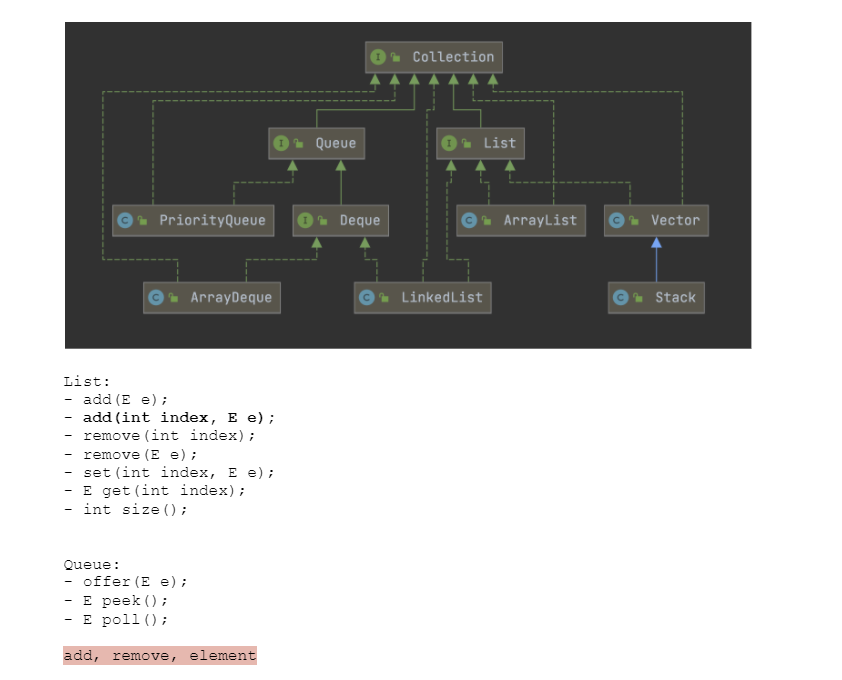 Collection
Queue
List
PriorityQueue
Deque
ArrayList
Vector
ArrayDeque
LinkedList
Stack
List:
- add(E e);
- add(int index, E e);
- remove(int index);
- remove(E e);
- set(int index, E e);
- E get(int index);
- int size();
Queue:
- offer(E e);
- E peek();
- E poll();
add, remove, element